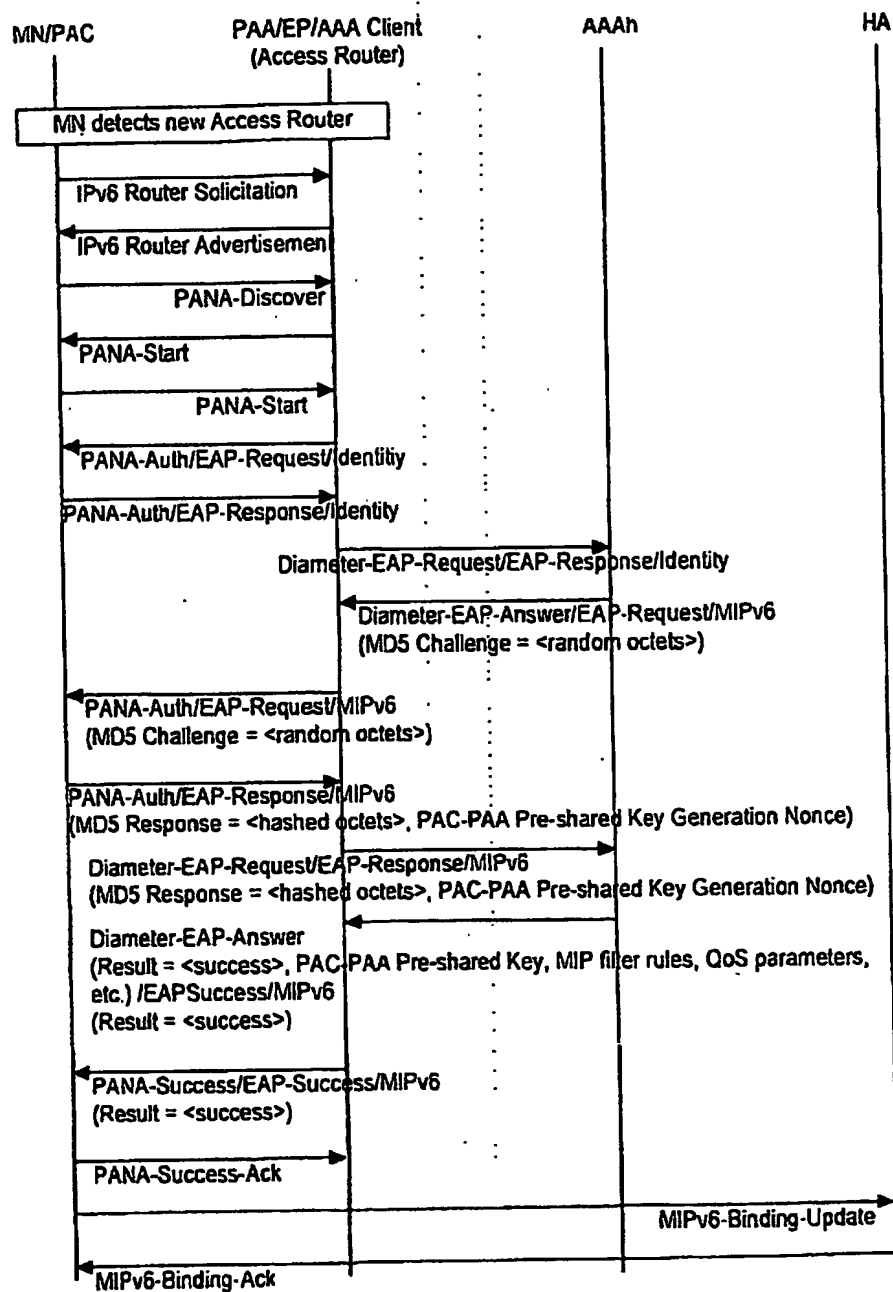 MN/PAC
PAA/EP/AAA Client
(Access Router)
AAAh
HA
MN detects new Access Router
IPv6 Router Solicitation
IPv6 Router Advertisemen
PANA-Discover
PANA-Start
PANA-Start
PANA-Auth/EAP-Request/Identitiy
PANA-Auth/EAP-Response/Identity
Diameter-EAP-Request/EAP-Response/Identity
Diameter-EAP-Answer/EAP-Request/MIPv6
(MD5 Challenge = <random octets>)
PANA-Auth/EAP-Request/MIPv6
(MD5 Challenge = <random octets>)
PANA-Auth/EAP-Response/MIPv6
(MD5 Response = <hashed octets>, PAC-PAA Pre-shared Key Generation Nonce)
Diameter-EAP-Request/EAP-Response/MIPv6
(MD5 Response = <hashed octets>, PAC-PAA Pre-shared Key Generation Nonce)
Diameter-EAP-Answer
(Result = <success>, PAC-PAA Pre-shared Key, MIP filter rules, QoS parameters,
etc.) /EAPSuccess/MIPv6
(Result = <success>)
PANA-Success/EAP-Success/MIPv6
(Result = <success>)
PANA-Success-Ack
MIPv6-Binding-Update
MIPv6-Binding-Ack